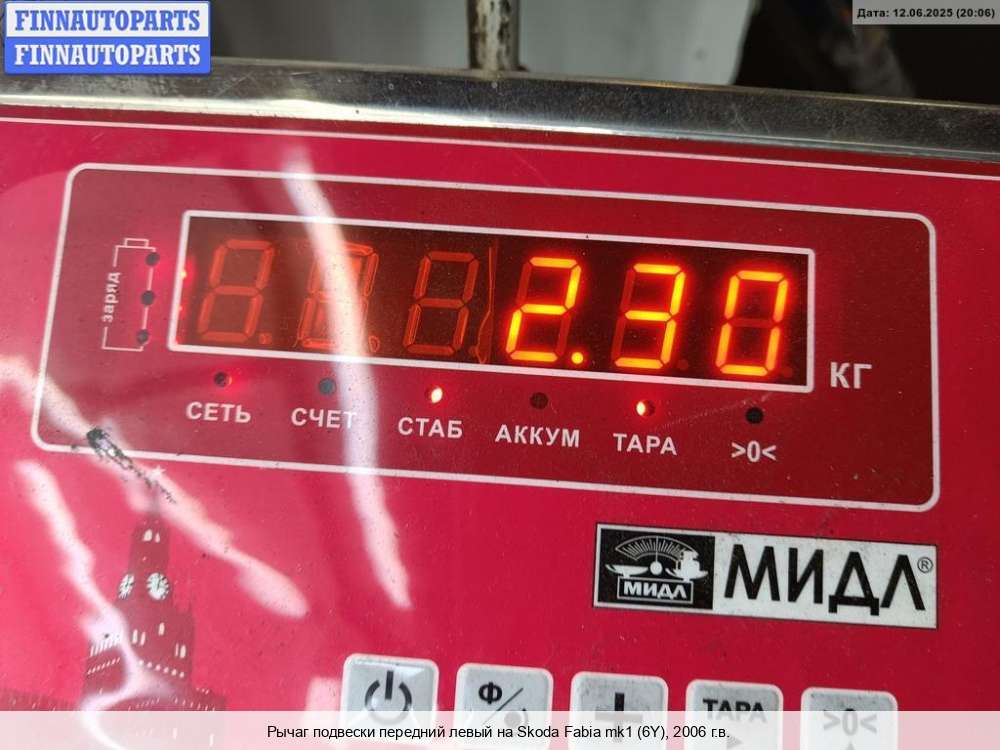 FINNAUTOPARTS
FINNAUTOPARTS
Дата: 12.06.2025 (20:06)
заряд
2.30
КГ
СЕТЬ СЧЕТ СТАБ АККУМ ТАРА >0<
МИДЛ МИДЛ®
Ф/
+
ТАРА >0<
Рычаг подвески передний левый на Skoda Fabia mk1 (6Y), 2006 г.в.